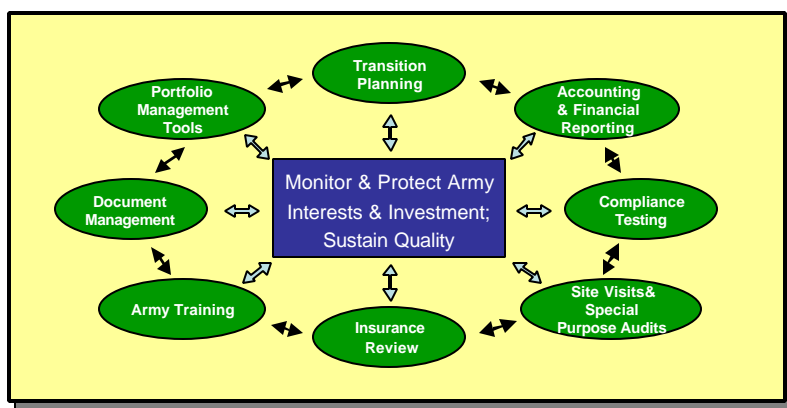 Transition
Planning
Portfolio
Management
Tools
Accounting
& Financial
Reporting
Monitor & Protect Army
Interests & Investment;
Sustain Quality
Document
Management
Compliance
Testing
Army Training
Insurance
Review
Site Visits&
Special
Purpose Audits